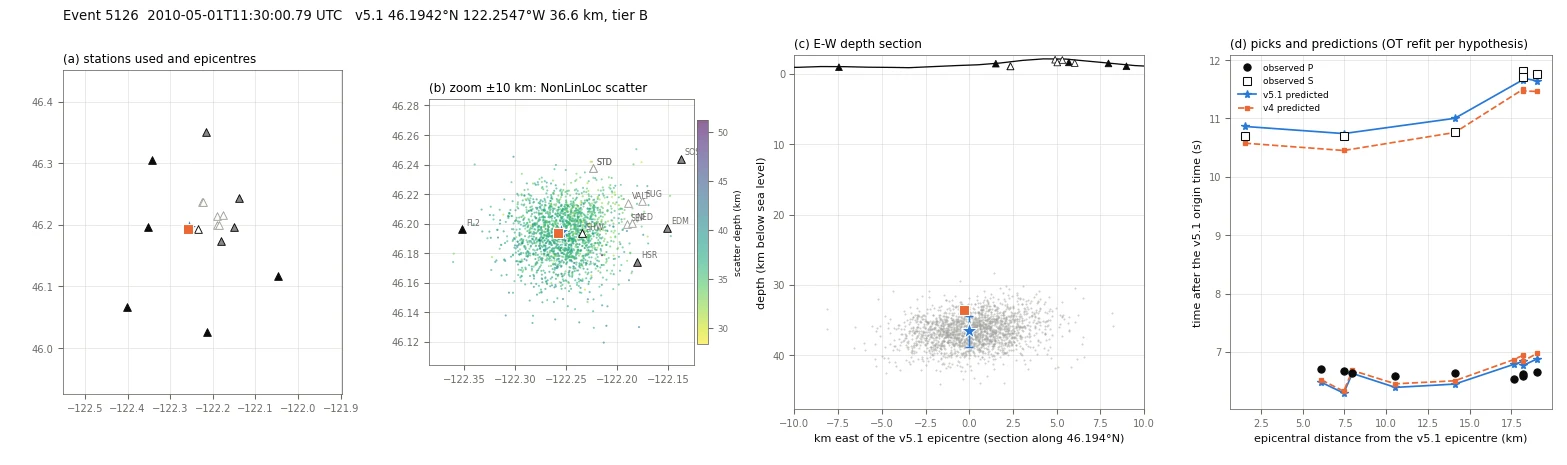 Event 5126 2010-05-01T11:30:00.79 UTC v5.1 46.1942°N 122.2547°W 36.6 km, tier B
(a) stations used and epicentres
46.4
46.3
46.2
46.1
46.0
−122.5 −122.4 −122.3 −122.2 −122.1 −122.0 −121.9
(b) zoom ±10 km: NonLinLoc scatter
46.28
46.26
46.24
46.22
46.20
46.18
46.16
46.14
46.12
−122.35 −122.30 −122.25 −122.20 −122.15
STD
SUG
EDM
HSR
FL2
50
45
40
35
30
scatter depth (km)
(c) E-W depth section
0
10
20
30
40
depth (km below sea level)
−10.0 −7.5 −5.0 −2.5 0.0 2.5 5.0 7.5 10.0
km east of the v5.1 epicentre (section along 46.194°N)
(d) picks and predictions (OT refit per hypothesis)
observed P
observed S
v5.1 predicted
v4 predicted
12
11
10
9
8
7
time after the v5.1 origin time (s)
2.5 5.0 7.5 10.0 12.5 15.0 17.5
epicentral distance from the v5.1 epicentre (km)